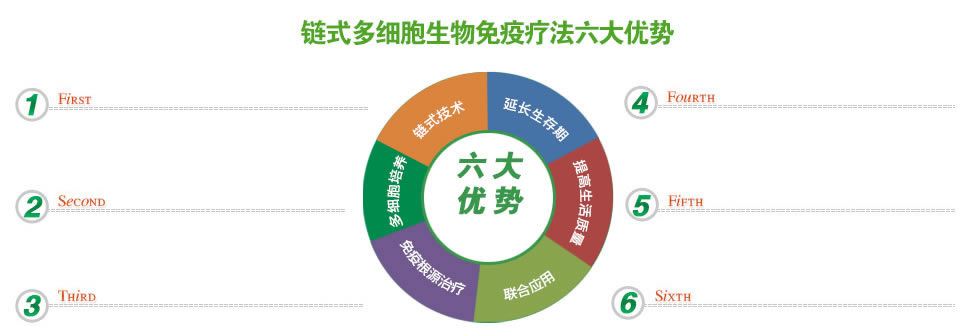 链式多细胞生物免疫疗法六大优势
1 First
2 Second
3 Third
链式技术
延长生存期
多细胞培养
六大
优势
提高生活质量
免疫根源治疗
联合应用
4 Fourth
5 Fifth
6 Sixth